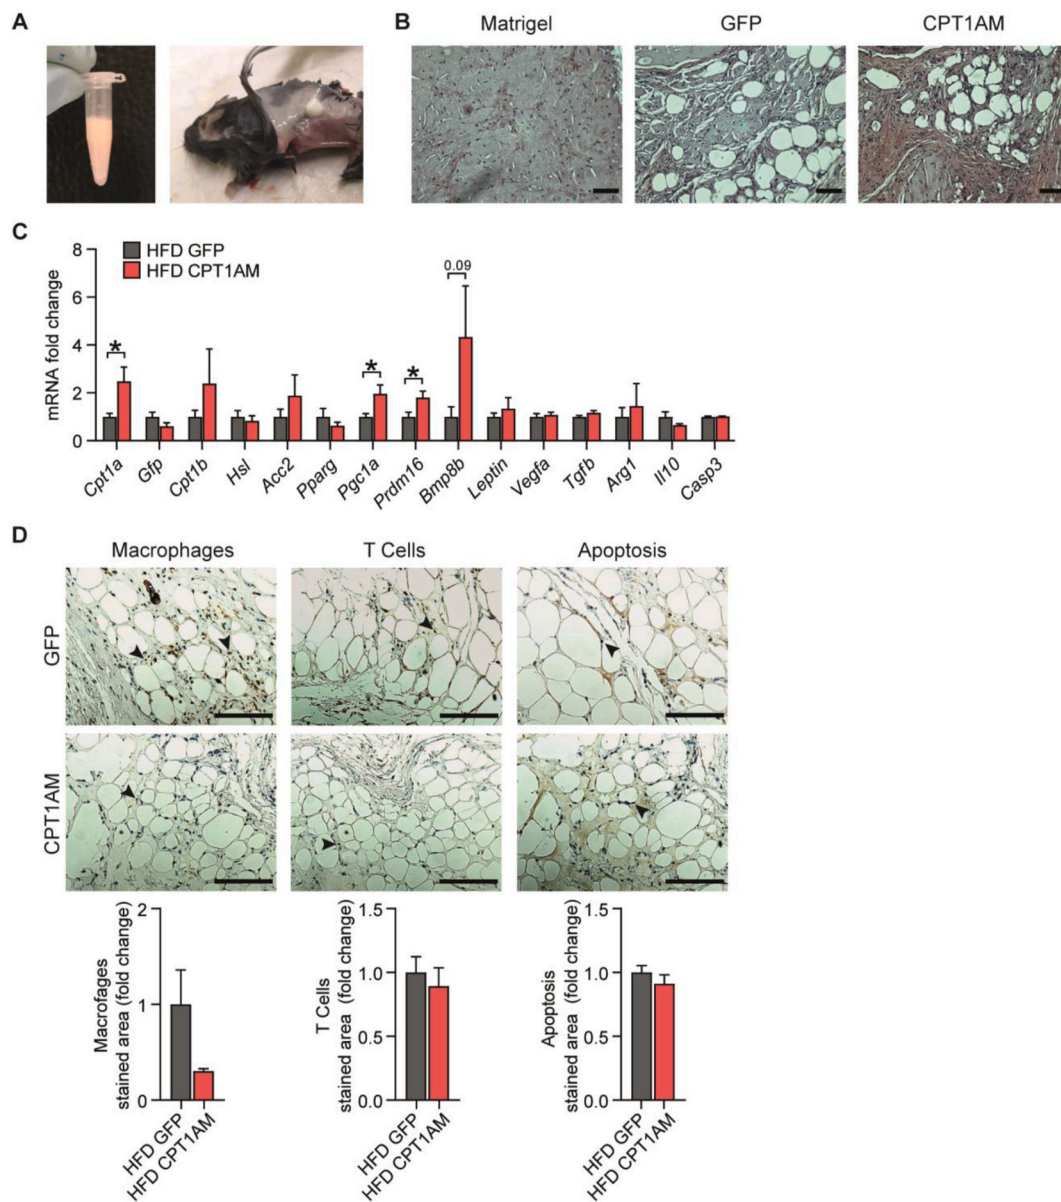 A
B
Matrigel
GFP
CPT1AM
C
mRNA fold change
8
6
4
2
0
HFD GFP
HFD CPT1AM
*
*
*
0.09
Cpt1a
Gfp
Cpt1b
Hsl
Acc2
Pparg
Pgc1a
Prdm16
Bmp8b
Leptin
Vegfa
Tgfb
Arg1
Il10
Casp3
D
Macrophages
T Cells
Apoptosis
GFP
CPT1AM
Macrofages
stained area (fold change)
2
1
0
HFD GFP
HFD CPT1AM
T Cells
stained area (fold change)
1.5
1.0
0.5
0.0
HFD GFP
HFD CPT1AM
Apoptosis
stained area (fold change)
1.5
1.0
0.5
0.0
HFD GFP
HFD CPT1AM